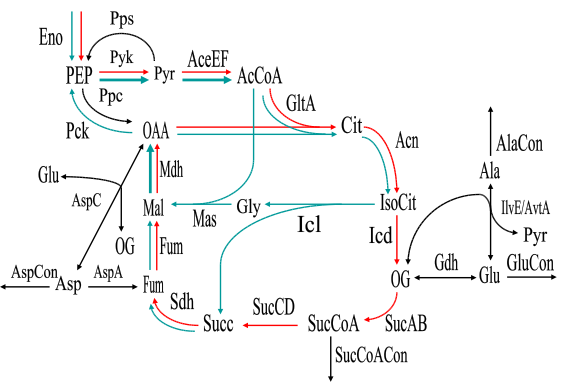 Pps
Eno
Pyk
AceEF
PEP
Pyr
AcCoA
Ppc
GltA
Pck
OAA
Cit
Acn
AlaCon
Mdh
Ala
Glu
AspC
Mal
Mas
Gly
IsoCit
IlvE/AvtA
Icl
Pyr
OG
Fum
Icd
AspCon
AspA
Gdh
GluCon
Asp
Fum
OG
Glu
Sdh
SucCD
Succ
SucCoA
SucAB
SucCoACon